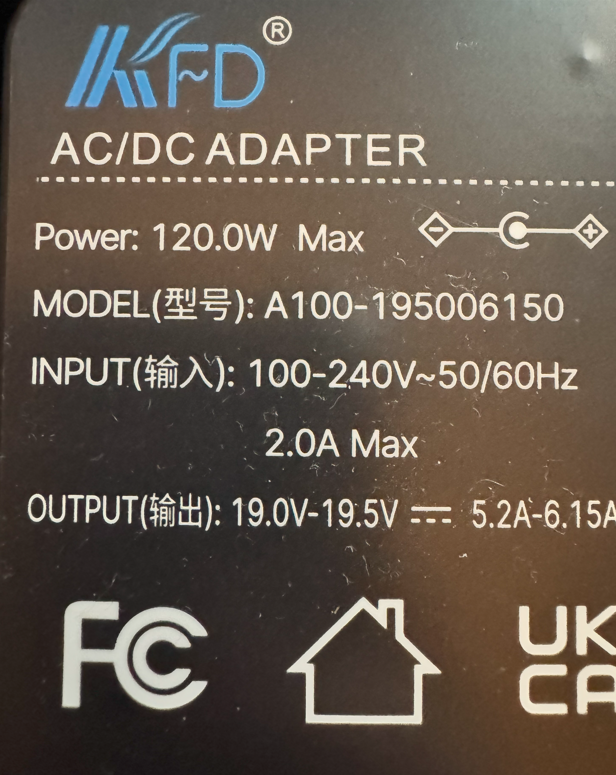 KFD®
AC/DC ADAPTER
Power: 120.0W Max
MODEL(型号): A100-195006150
INPUT(输入): 100-240V~50/60Hz
2.0A Max
OUTPUT(输出): 19.0V-19.5V ⎓ 5.2A-6.15A
FC
UK
CA